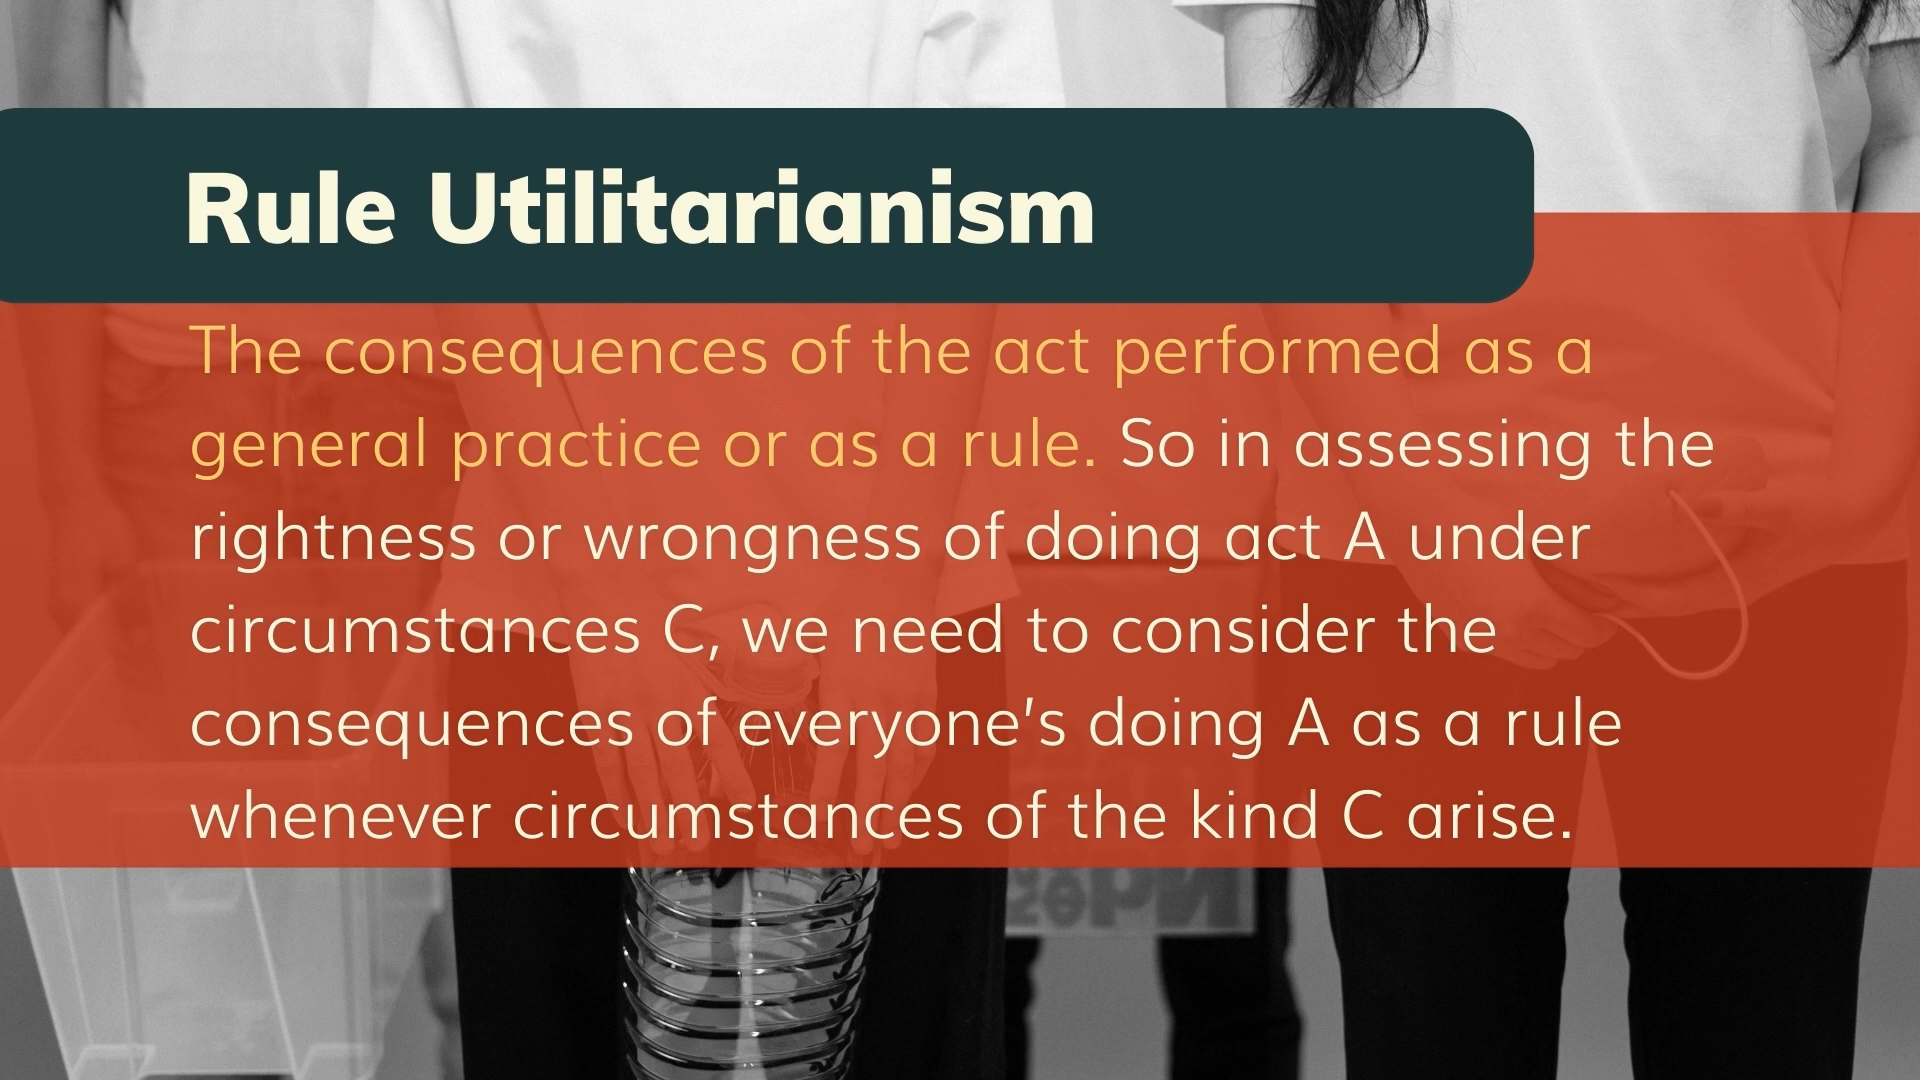 Rule Utilitarianism
The consequences of the act performed as a
general practice or as a rule. So in assessing the
rightness or wrongness of doing act A under
circumstances C, we need to consider the
consequences of everyone’s doing A as a rule
whenever circumstances of the kind C arise.